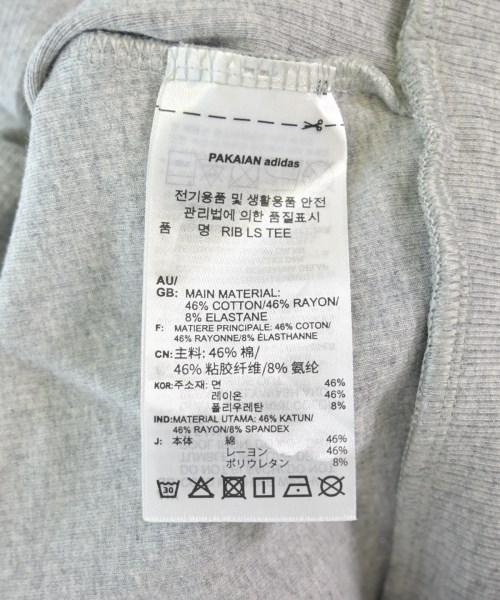 PAKAIAN adidas
전기용품 및 생활용품 안전
관리법에 의한 품질표시
품 명 RIB LS TEE
AU/
GB: MAIN MATERIAL:
46% COTTON/46% RAYON/
8% ELASTANE
F: MATIERE PRINCIPALE: 46% COTON/
46% RAYONNE/8% ÉLASTHANNE
CN: 主料: 46% 棉/
46% 粘胶纤维/8% 氨纶
KOR: 주소재: 면 46%
레이온 46%
폴리우레탄 8%
IND: MATERIAL UTAMA: 46% KATUN/
46% RAYON/8% SPANDEX
J: 本体 綿 46%
レーヨン 46%
ポリウレタン 8%
30